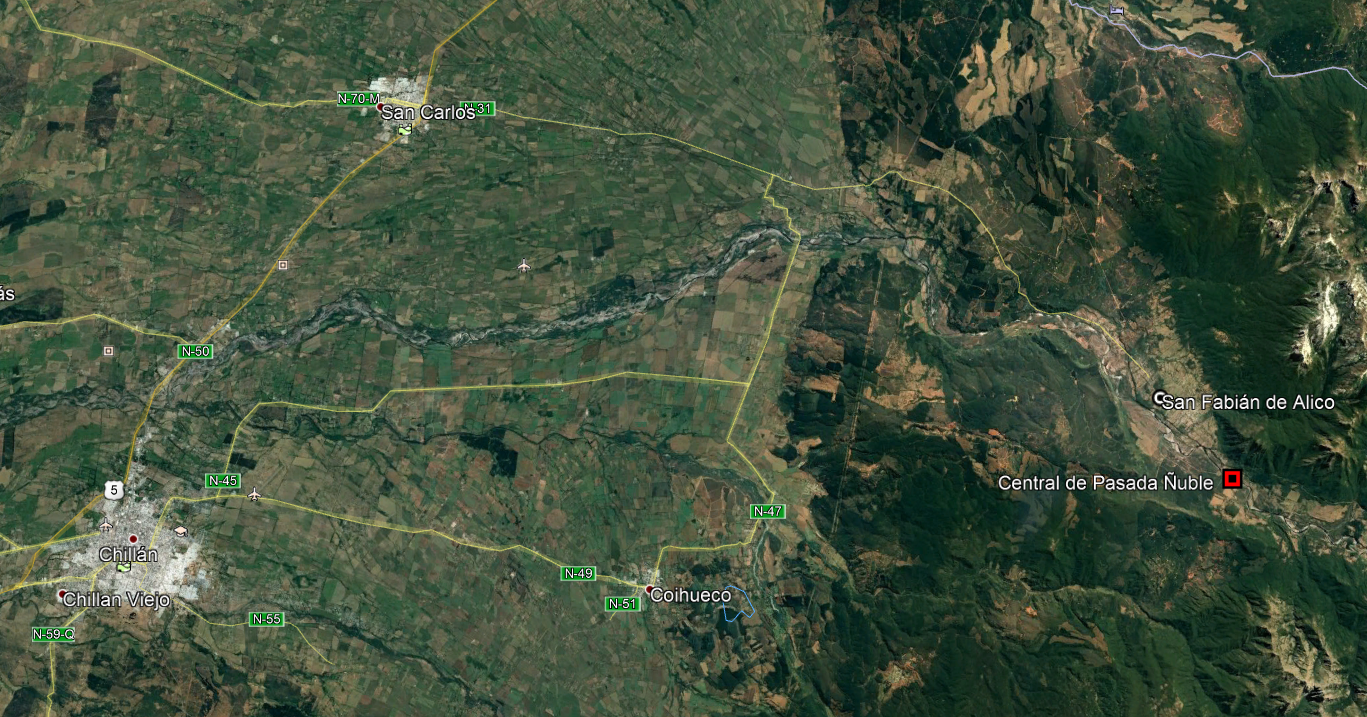 N-70-M
San Carlos
N-31
ás
N-50
San Fabián de Alico
Central de Pasada Ñuble
N-45
5
N-47
Chillán
N-49
Coihueco
Chillan Viejo
N-51
N-55
N-59-Q